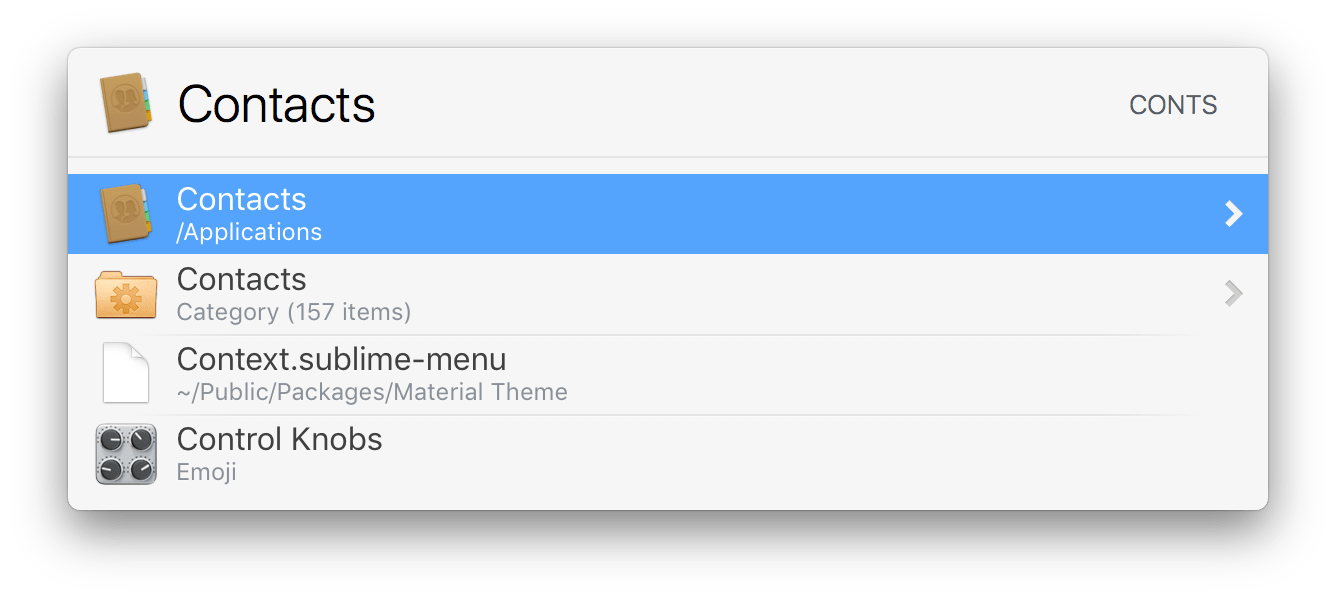 Contacts
CONTS
Contacts
/Applications
Contacts
Category (157 items)
Context.sublime-menu
~/Public/Packages/Material Theme
Control Knobs
Emoji